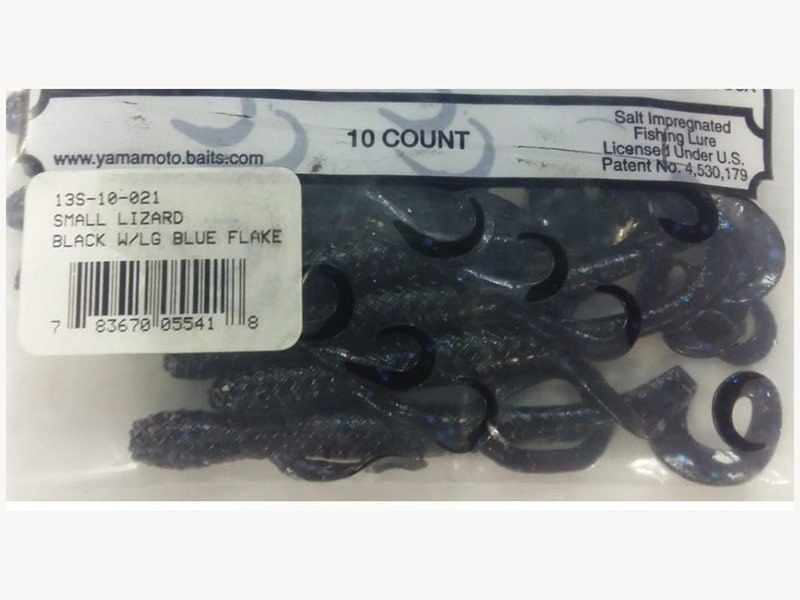 USA
10 COUNT
www.yamamoto.baits.com
Salt Impregnated
Fishing Lure
Licensed Under U.S.
Patent No. 4,530,179
13S-10-021
SMALL LIZARD
BLACK W/LG BLUE FLAKE
7 83670 05541 8